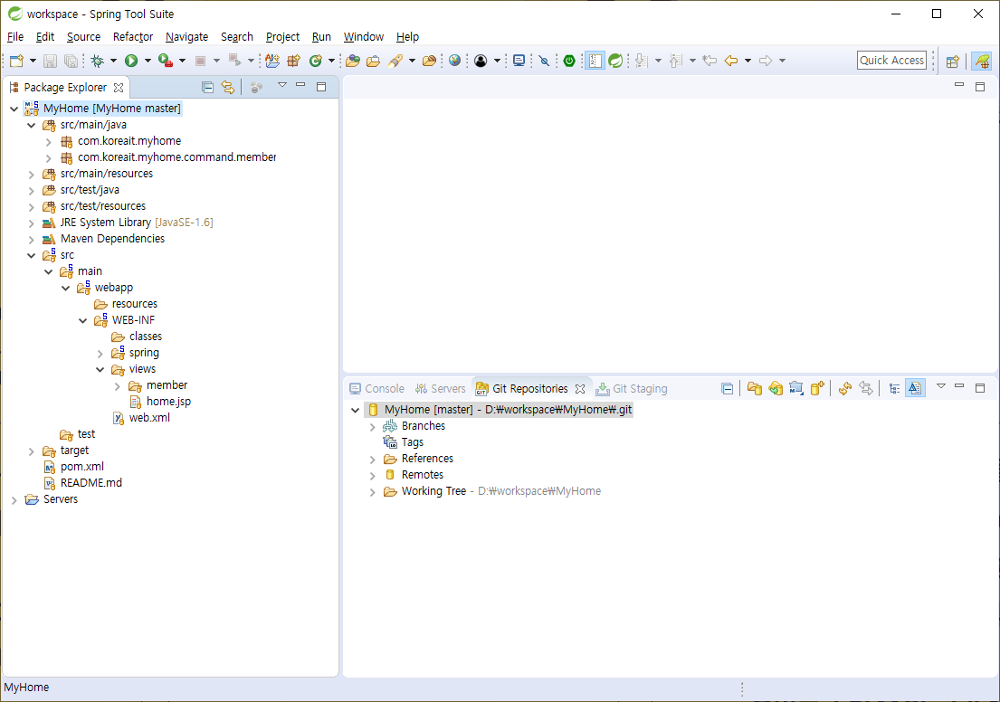 workspace - Spring Tool Suite
File Edit Source Refactor Navigate Search Project Run Window Help
Quick Access
Package Explorer
MyHome [MyHome master]
src/main/java
com.koreait.myhome
com.koreait.myhome.command.member
src/main/resources
src/test/java
src/test/resources
JRE System Library [JavaSE-1.6]
Maven Dependencies
src
main
webapp
resources
WEB-INF
classes
spring
views
member
home.jsp
web.xml
test
target
pom.xml
README.md
Servers
Console Servers Git Repositories Git Staging
MyHome [master] - D:₩workspace₩MyHome₩.git
Branches
Tags
References
Remotes
Working Tree - D:₩workspace₩MyHome
MyHome